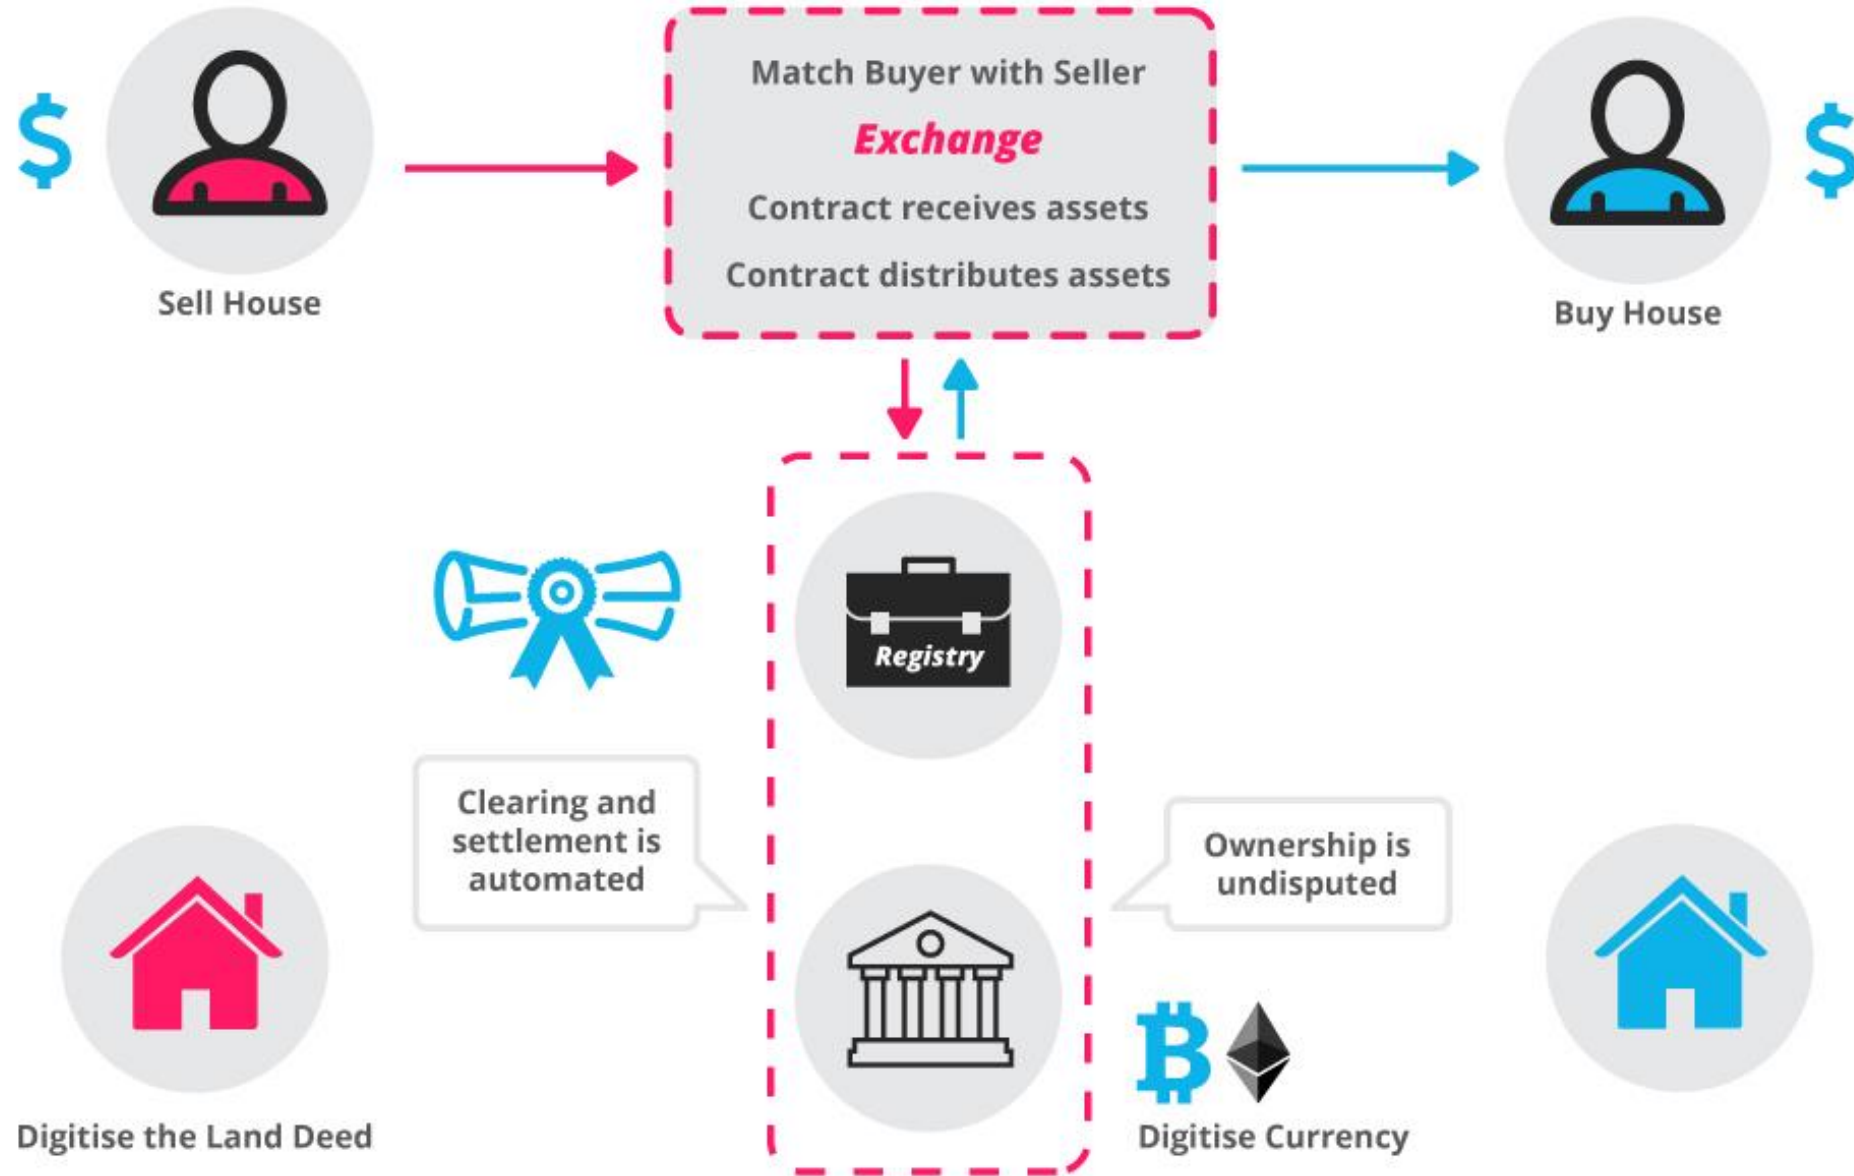 $
$
Match Buyer with Seller
Exchange
Contract receives assets
Contract distributes assets
Sell House
Buy House
Registry
Clearing and
settlement is
automated
Ownership is
undisputed
Digitise the Land Deed
Digitise Currency